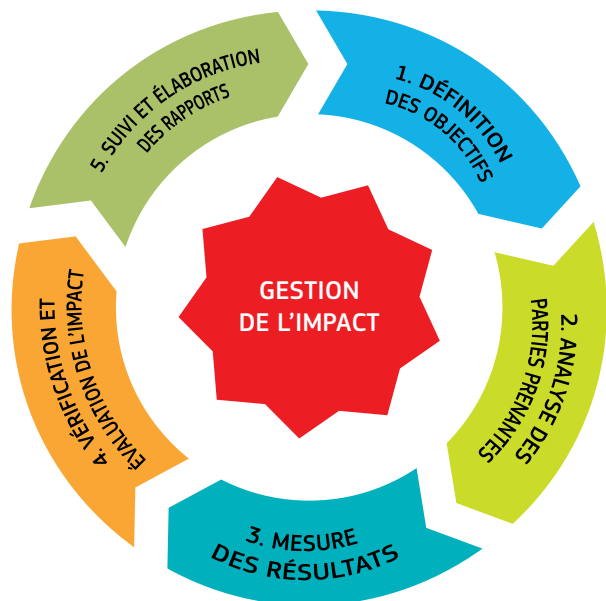 1. DÉFINITION
DES OBJECTIFS
2. ANALYSE DES
PARTIES PRENANTES
3. MESURE
DES RÉSULTATS
4. VÉRIFICATION ET
ÉVALUATION DE L’IMPACT
5. SUIVI ET ÉLABORATION
DES RAPPORTS
GESTION
DE L’IMPACT